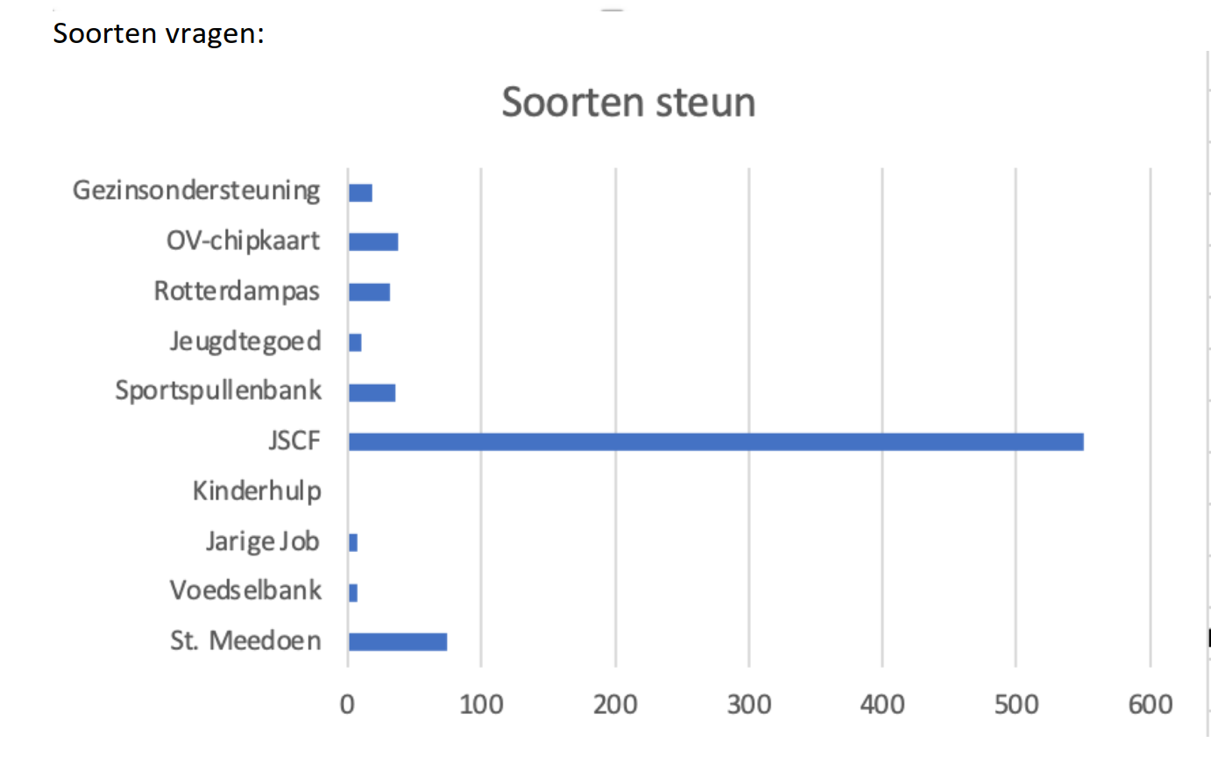 Soorten vragen:
Soorten steun
Gezinsondersteuning
OV-chipkaart
Rotterdampas
Jeugdtegoed
Sportspullenbank
JSCF
Kinderhulp
Jarige Job
Voedselbank
St. Meedoen
0 100 200 300 400 500 600